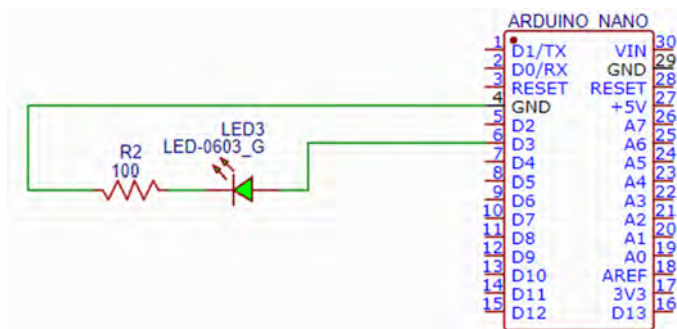 ARDUINO NANO
1 D1/TX VIN 30
2 D0/RX GND 29
3 RESET RESET 28
4 GND +5V 27
5 D2 A7 26
6 D3 A6 25
7 D4 A5 24
8 D5 A4 23
9 D6 A3 22
10 D7 A2 21
11 D8 A1 20
12 D9 A0 19
13 D10 AREF 18
14 D11 3V3 17
15 D12 D13 16
LED3
LED-0603_G
R2
100